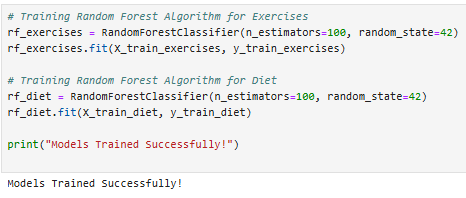 # Training Random Forest Algorithm for Exercises
rf_exercises = RandomForestClassifier(n_estimators=100, random_state=42)
rf_exercises.fit(X_train_exercises, y_train_exercises)
# Training Random Forest Algorithm for Diet
rf_diet = RandomForestClassifier(n_estimators=100, random_state=42)
rf_diet.fit(X_train_diet, y_train_diet)
print("Models Trained Successfully!")
Models Trained Successfully!